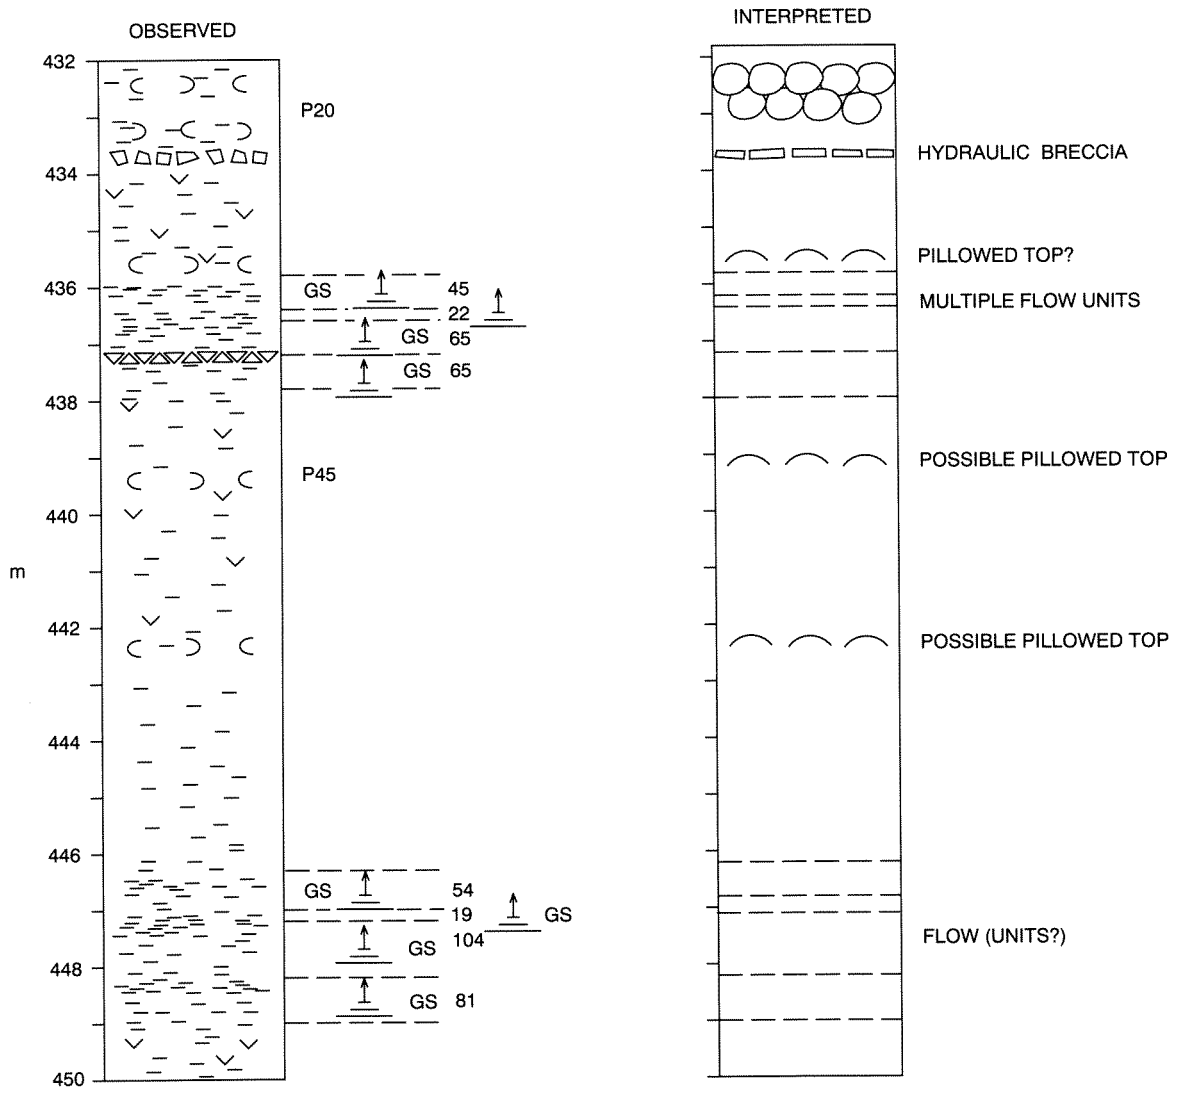 OBSERVED
INTERPRETED
432
P20
HYDRAULIC BRECCIA
434
PILLOWED TOP?
436
GS
45
MULTIPLE FLOW UNITS
22
GS
65
GS
65
438
POSSIBLE PILLOWED TOP
P45
440
m
442
POSSIBLE PILLOWED TOP
444
446
GS
54
19
GS
104
GS
FLOW (UNITS?)
448
GS
81
450